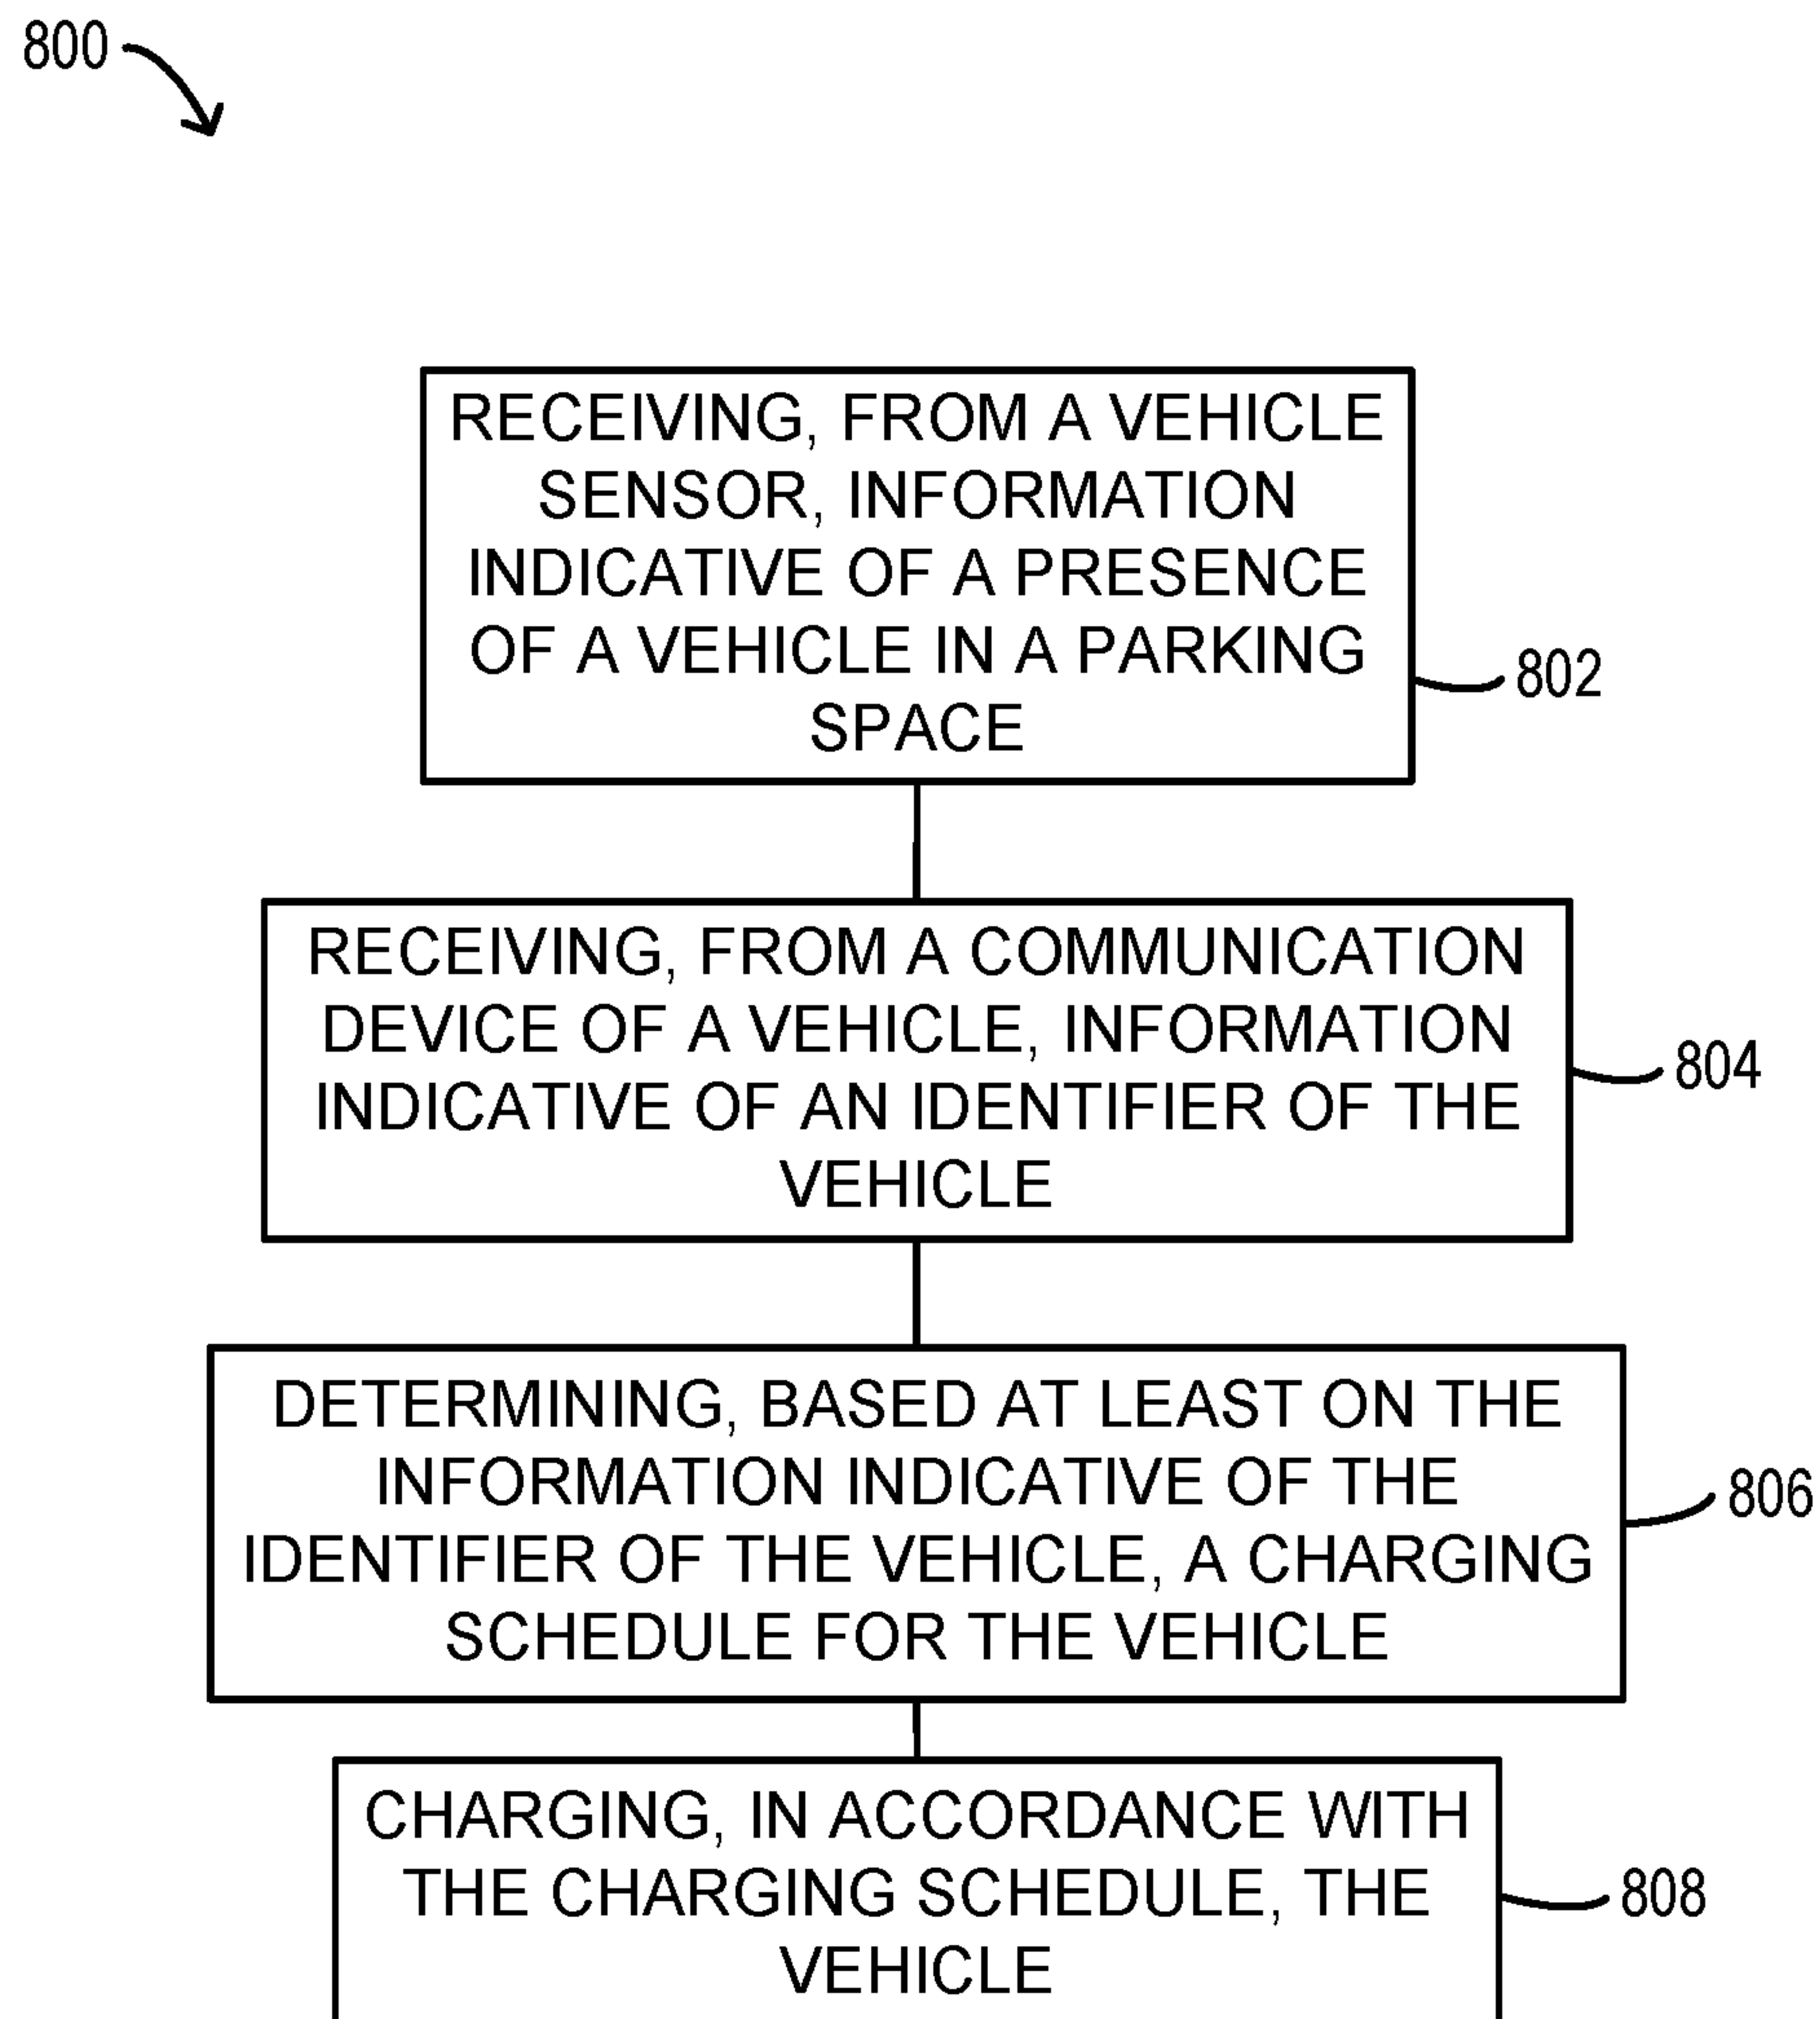 800
RECEIVING, FROM A VEHICLE
SENSOR, INFORMATION
INDICATIVE OF A PRESENCE
OF A VEHICLE IN A PARKING
SPACE
802
RECEIVING, FROM A COMMUNICATION
DEVICE OF A VEHICLE, INFORMATION
INDICATIVE OF AN IDENTIFIER OF THE
VEHICLE
804
DETERMINING, BASED AT LEAST ON THE
INFORMATION INDICATIVE OF THE
IDENTIFIER OF THE VEHICLE, A CHARGING
SCHEDULE FOR THE VEHICLE
806
CHARGING, IN ACCORDANCE WITH
THE CHARGING SCHEDULE, THE
VEHICLE
808